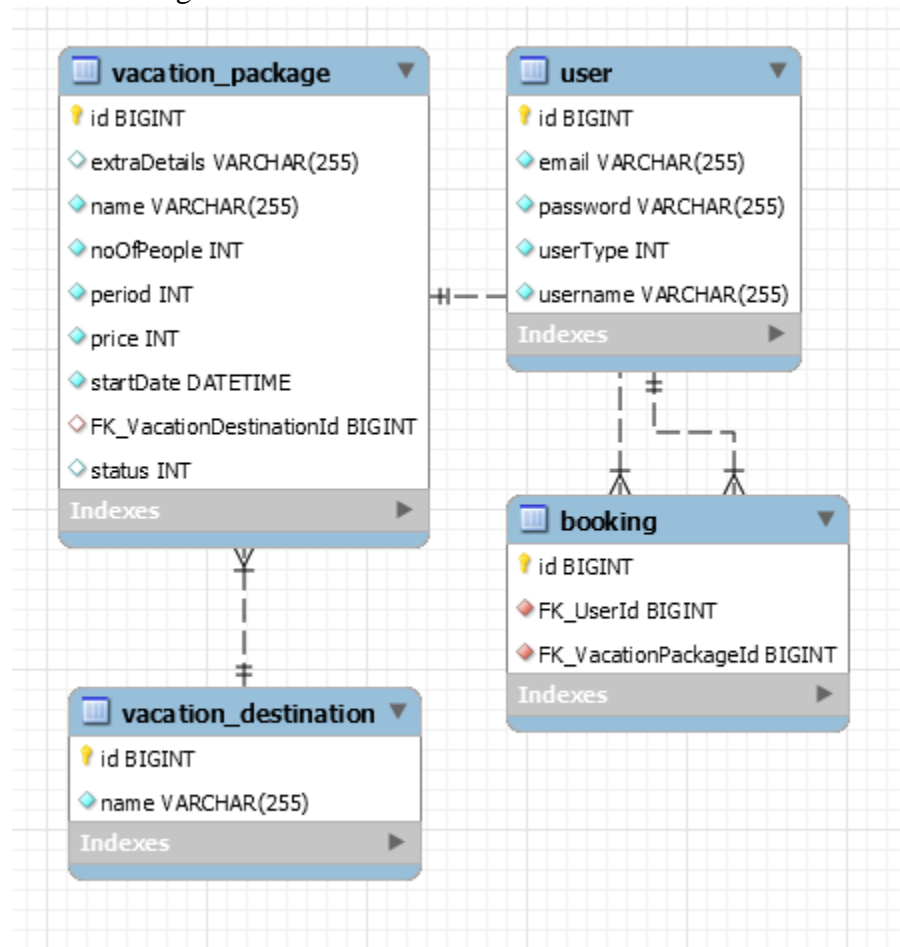 vacation_package
id BIGINT
extraDetails VARCHAR(255)
name VARCHAR(255)
noOfPeople INT
period INT
price INT
startDate DATETIME
FK_VacationDestinationId BIGINT
status INT
Indexes
user
id BIGINT
email VARCHAR(255)
password VARCHAR(255)
userType INT
username VARCHAR(255)
Indexes
booking
id BIGINT
FK_UserId BIGINT
FK_VacationPackageId BIGINT
Indexes
vacation_destination
id BIGINT
name VARCHAR(255)
Indexes